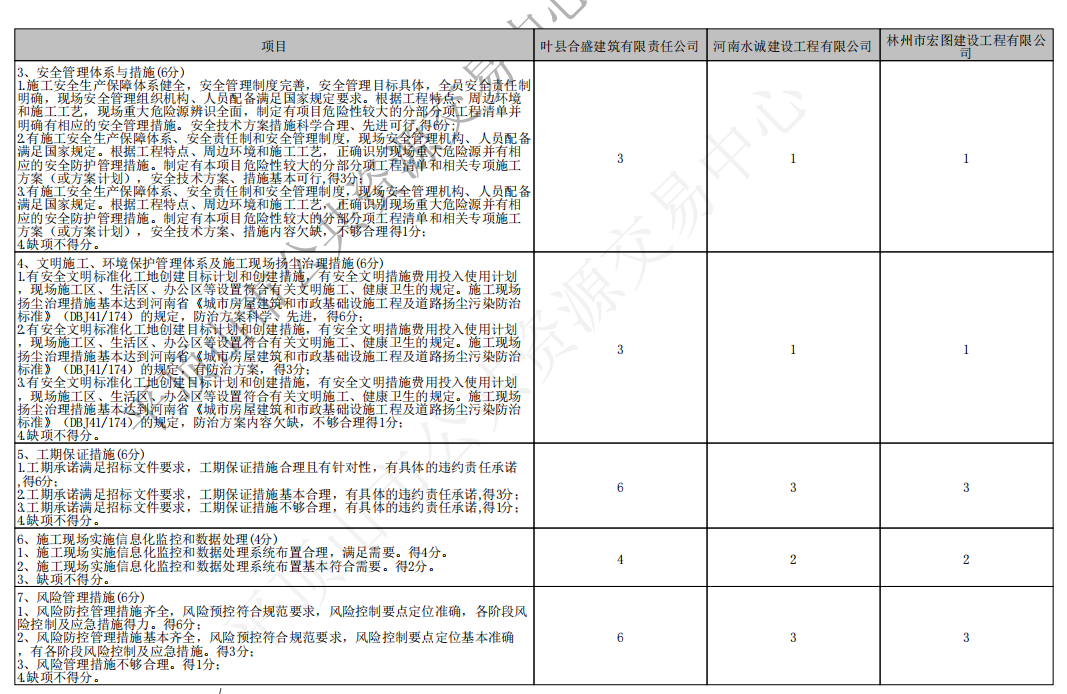 项目 叶县合盛建筑有限责任公司 河南水诚建设工程有限公司 林州市宏图建设工程有限公司
3、安全管理体系与措施(6分)
1.施工安全生产保障体系健全，安全管理制度完善，安全管理目标具体，全员安全责任制
明确，现场安全管理组织机构、人员配备满足国家规定要求。根据工程特点、周边环境
和施工工艺，现场重大危险源辨识全面，制定有项目危险性较大的分部分项工程清单并
明确有相应的安全管理措施。安全技术方案措施科学合理、先进可行,得6分；
2.有施工安全生产保障体系、安全责任制和安全管理制度，现场安全管理机构、人员配备
满足国家规定。根据工程特点、周边环境和施工工艺，正确识别现场重大危险源并有相
应的安全防护管理措施。制定有本项目危险性较大的分部分项工程清单和相关专项施工
方案（或方案计划），安全技术方案、措施基本可行,得3分；
3.有施工安全生产保障体系、安全责任制和安全管理制度，现场安全管理机构、人员配备
满足国家规定。根据工程特点、周边环境和施工工艺，正确识别现场重大危险源并有相
应的安全防护管理措施。制定有本项目危险性较大的分部分项工程清单和相关专项施工
方案（或方案计划），安全技术方案、措施内容欠缺，不够合理得1分；
4.缺项不得分。
3 1 1
4、文明施工、环境保护管理体系及施工现场扬尘治理措施(6分)
1.有安全文明标准化工地创建目标计划和创建措施，有安全文明措施费用投入使用计划
，现场施工区、生活区、办公区等设置符合有关文明施工、健康卫生的规定。施工现场
扬尘治理措施基本达到河南省《城市房屋建筑和市政基础设施工程及道路扬尘污染防治
标准》（DBJ41/174）的规定，防治方案科学、先进，得6分；
2.有安全文明标准化工地创建目标计划和创建措施，有安全文明措施费用投入使用计划
，现场施工区、生活区、办公区等设置符合有关文明施工、健康卫生的规定。施工现场
扬尘治理措施基本达到河南省《城市房屋建筑和市政基础设施工程及道路扬尘污染防治
标准》（DBJ41/174）的规定，有防治方案，得3分；
3.有安全文明标准化工地创建目标计划和创建措施，有安全文明措施费用投入使用计划
，现场施工区、生活区、办公区等设置符合有关文明施工、健康卫生的规定。施工现场
扬尘治理措施基本达到河南省《城市房屋建筑和市政基础设施工程及道路扬尘污染防治
标准》（DBJ41/174）的规定，防治方案内容欠缺，不够合理得1分；
4.缺项不得分。
3 1 1
5、工期保证措施(6分)
1.工期承诺满足招标文件要求，工期保证措施合理且有针对性，有具体的违约责任承诺
,得6分；
2.工期承诺满足招标文件要求，工期保证措施基本合理，有具体的违约责任承诺,得3分；
3.工期承诺满足招标文件要求，工期保证措施不够合理，有具体的违约责任承诺,得1分；
4.缺项不得分。
6 3 3
6、施工现场实施信息化监控和数据处理(4分)
1、施工现场实施信息化监控和数据处理系统布置合理，满足需要。得4分。
2、施工现场实施信息化监控和数据处理系统布置基本符合需要。得2分。
3、缺项不得分。
4 2 2
7、风险管理措施(6分)
1、风险防控管理措施齐全，风险预控符合规范要求，风险控制要点定位准确，各阶段风
险控制及应急措施得力。得6分；
2、风险防控管理措施基本齐全，风险预控符合规范要求，风险控制要点定位基本准确
，有各阶段风险控制及应急措施。得3分；
3、风险管理措施不够合理。得1分；
4.缺项不得分。
6 3 3
平顶山市公共资源交易中心
平顶山市公共资源交易中心